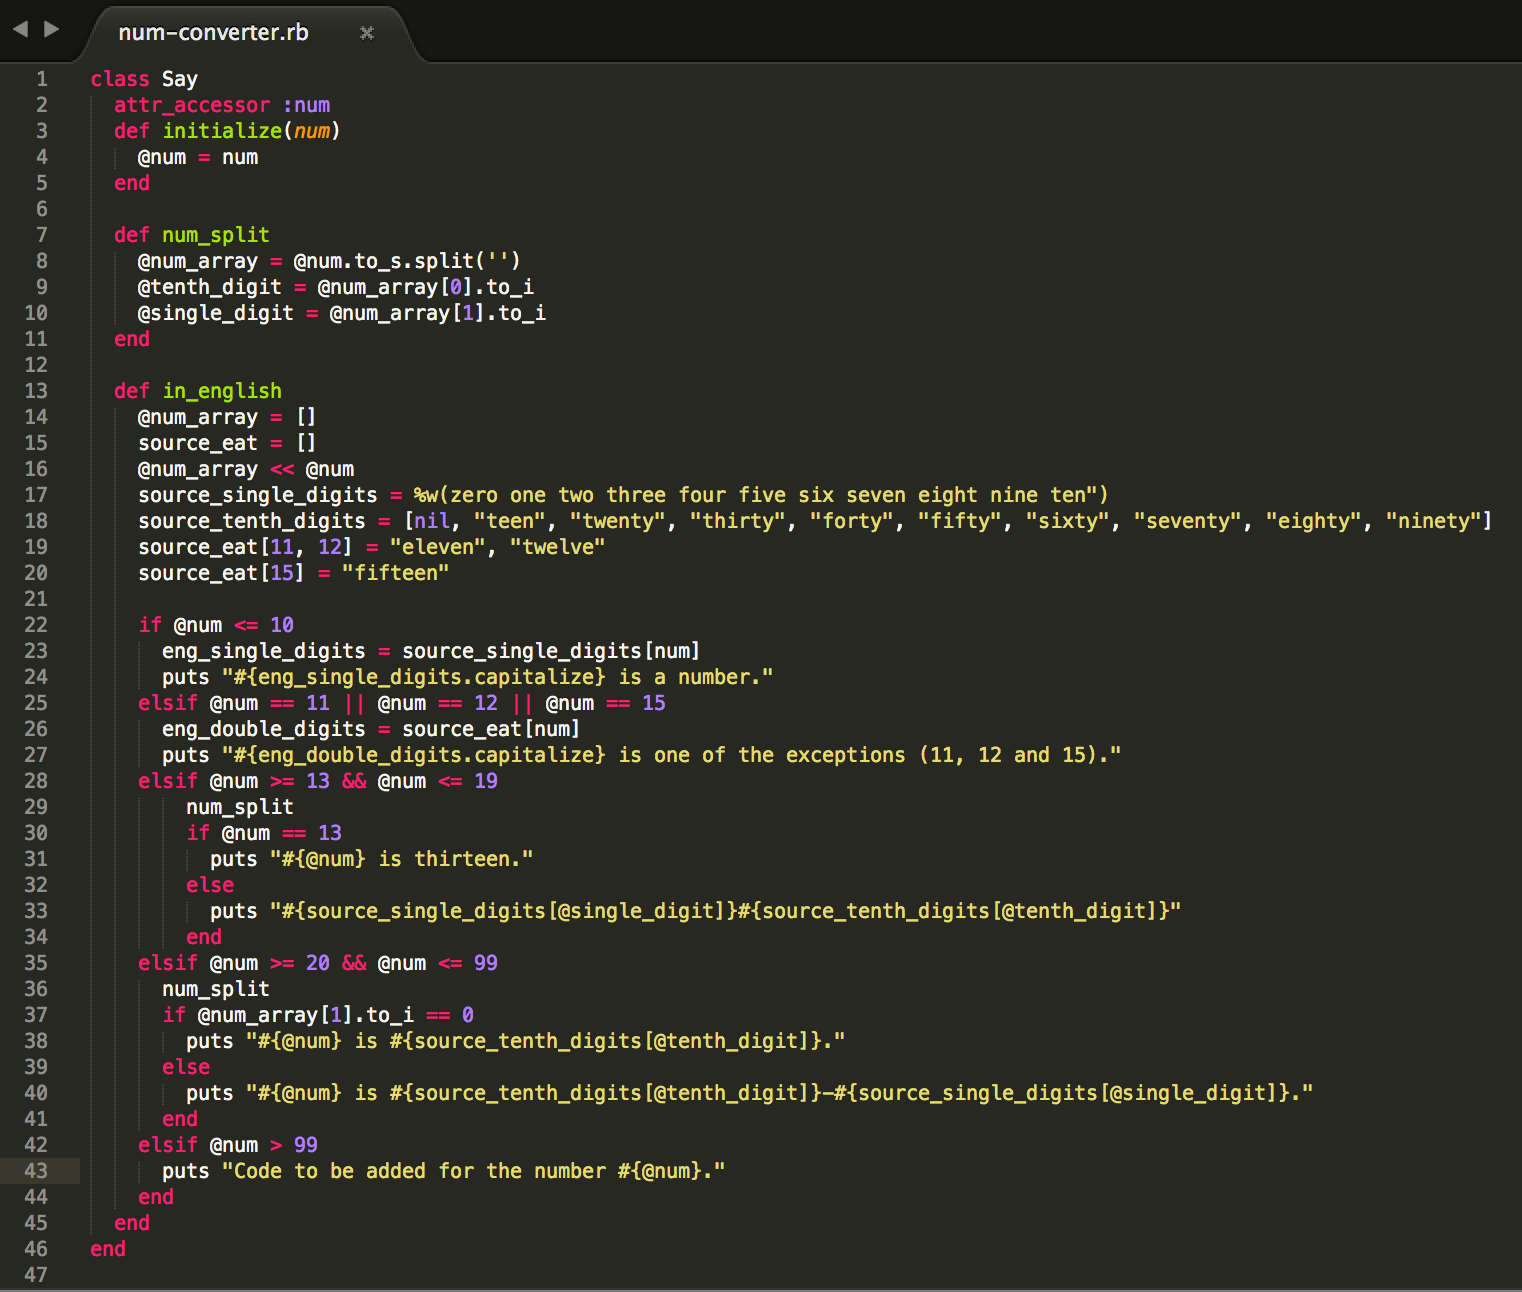 num-converter.rb
1 class Say
2   attr_accessor :num
3   def initialize(num)
4     @num = num
5   end
6
7   def num_split
8     @num_array = @num.to_s.split('')
9     @tenth_digit = @num_array[0].to_i
10     @single_digit = @num_array[1].to_i
11   end
12
13   def in_english
14     @num_array = []
15     source_eat = []
16     @num_array << @num
17     source_single_digits = %w(zero one two three four five six seven eight nine ten")
18     source_tenth_digits = [nil, "teen", "twenty", "thirty", "forty", "fifty", "sixty", "seventy", "eighty", "ninety"]
19     source_eat[11, 12] = "eleven", "twelve"
20     source_eat[15] = "fifteen"
21
22     if @num <= 10
23       eng_single_digits = source_single_digits[num]
24       puts "#{eng_single_digits.capitalize} is a number."
25     elsif @num == 11 || @num == 12 || @num == 15
26       eng_double_digits = source_eat[num]
27       puts "#{eng_double_digits.capitalize} is one of the exceptions (11, 12 and 15)."
28     elsif @num >= 13 && @num <= 19
29         num_split
30         if @num == 13
31           puts "#{@num} is thirteen."
32         else
33           puts "#{source_single_digits[@single_digit]}#{source_tenth_digits[@tenth_digit]}"
34         end
35     elsif @num >= 20 && @num <= 99
36       num_split
37       if @num_array[1].to_i == 0
38         puts "#{@num} is #{source_tenth_digits[@tenth_digit]}."
39       else
40         puts "#{@num} is #{source_tenth_digits[@tenth_digit]}-#{source_single_digits[@single_digit]}."
41       end
42     elsif @num > 99
43       puts "Code to be added for the number #{@num}."
44     end
45   end
46 end
47